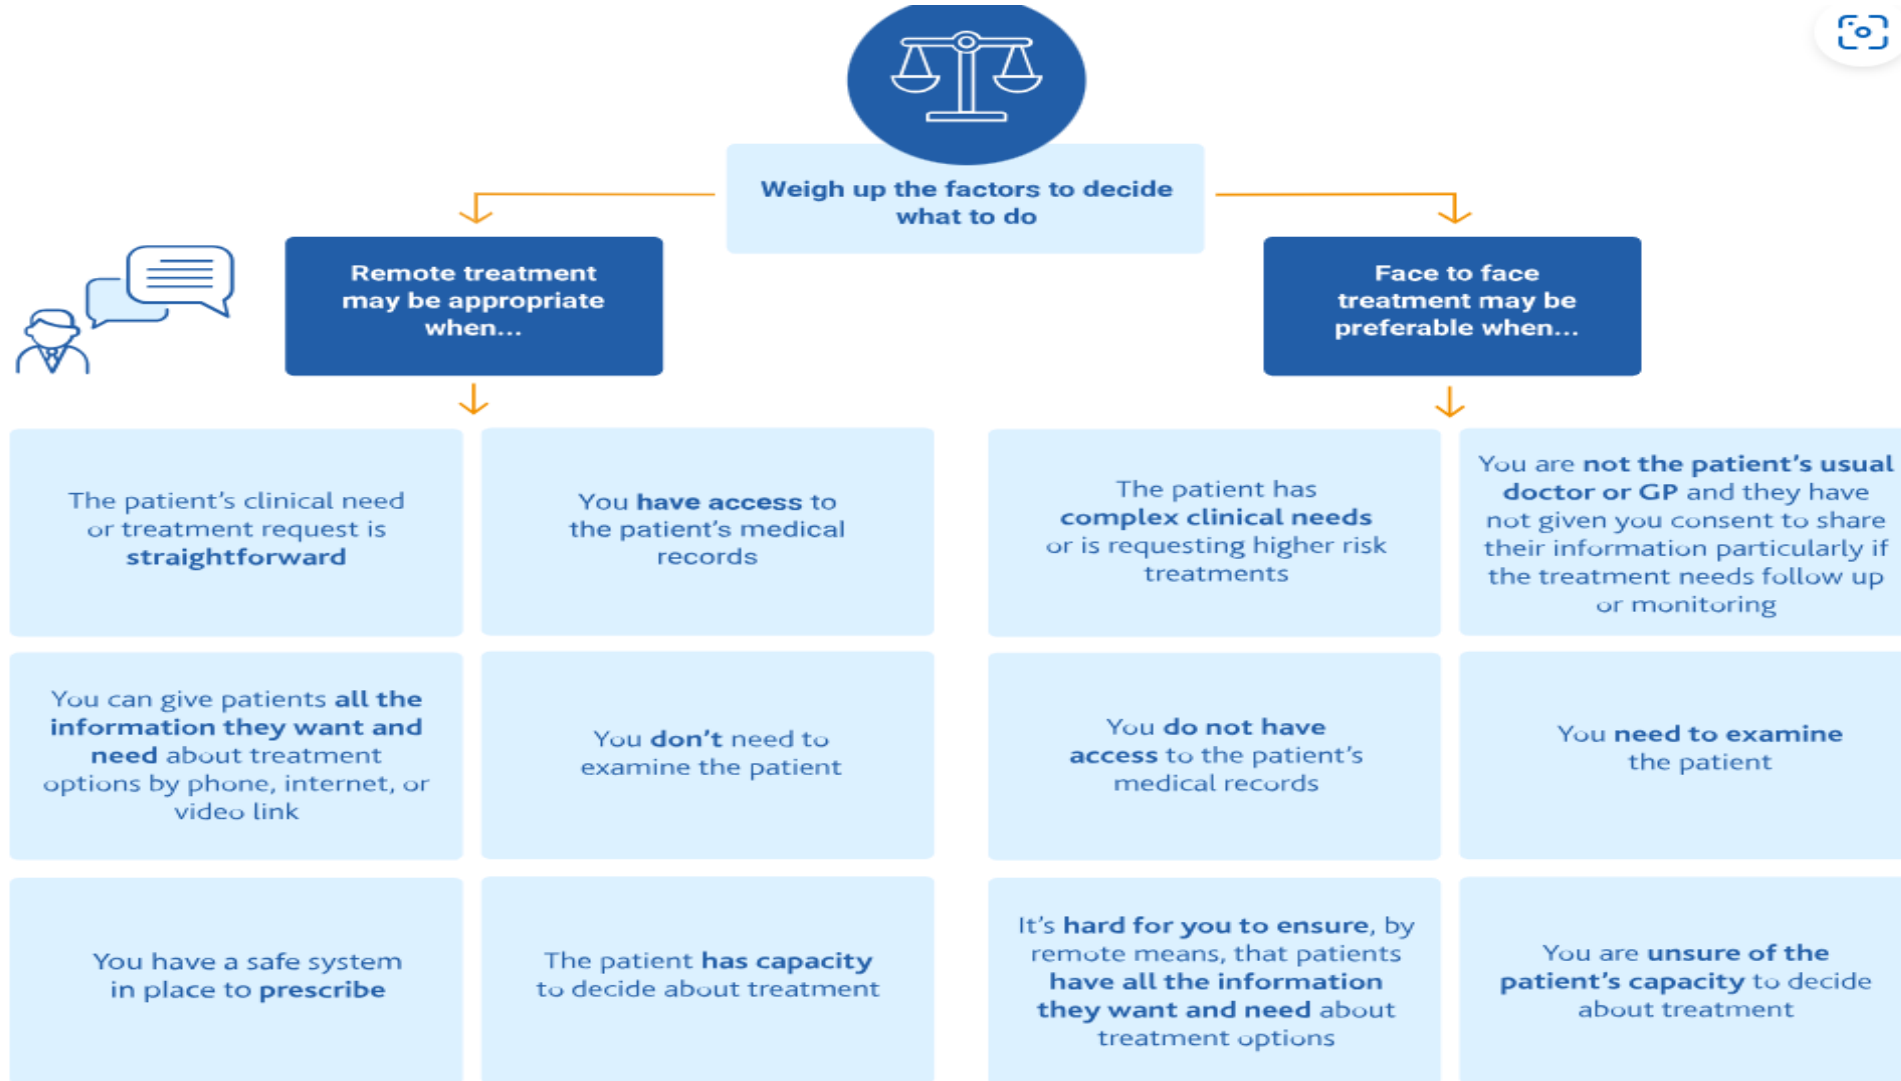 Weigh up the factors to decide
what to do
Remote treatment
may be appropriate
when...
Face to face
treatment may be
preferable when...
The patient's clinical need
or treatment request is
straightforward
You have access to
the patient's medical
records
The patient has
complex clinical needs
or is requesting higher risk
treatments
You are not the patient's usual
doctor or GP and they have
not given you consent to share
their information particularly if
the treatment needs follow up
or monitoring
You can give patients all the
information they want and
need about treatment
options by phone, internet, or
video link
You don't need to
examine the patient
You do not have
access to the patient's
medical records
You need to examine
the patient
You have a safe system
in place to prescribe
The patient has capacity
to decide about treatment
It's hard for you to ensure, by
remote means, that patients
have all the information
they want and need about
treatment options
You are unsure of the
patient's capacity to decide
about treatment